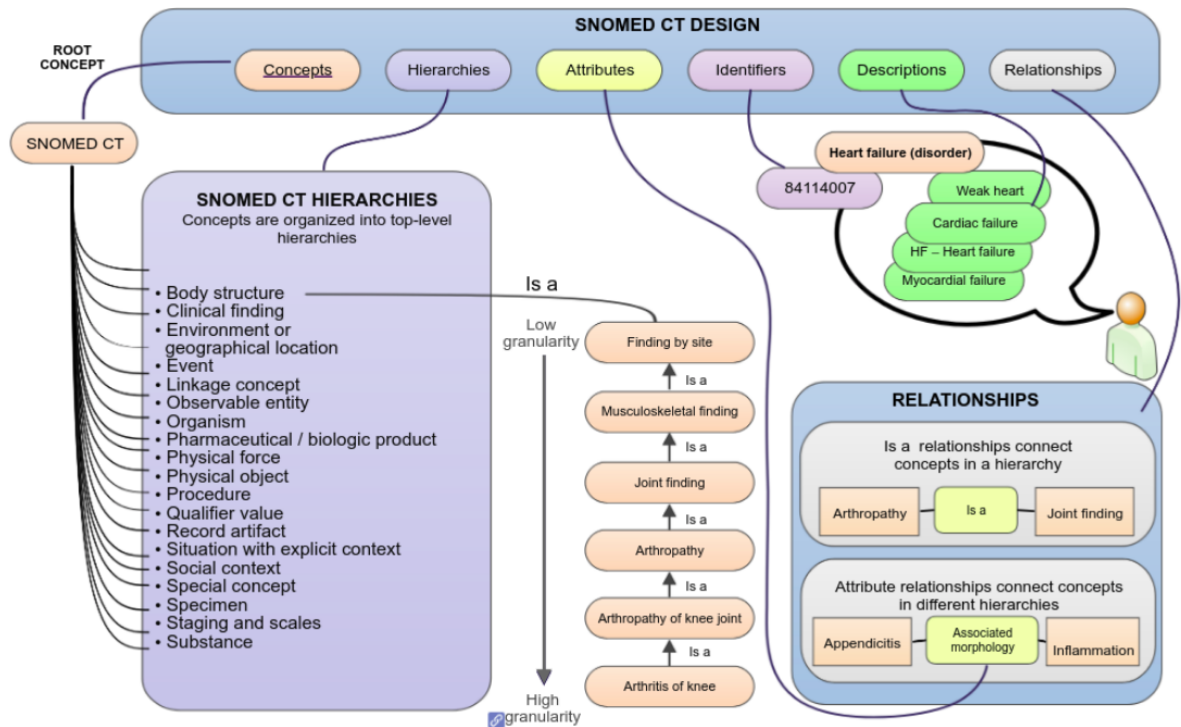 SNOMED CT DESIGN
ROOT
CONCEPT
Concepts
Hierarchies
Attributes
Identifiers
Descriptions
Relationships
SNOMED CT
Heart failure (disorder)
84114007
Weak heart
Cardiac failure
HF – Heart failure
Myocardial failure
SNOMED CT HIERARCHIES
Concepts are organized into top-level
hierarchies
• Body structure
• Clinical finding
• Environment or
geographical location
• Event
• Linkage concept
• Observable entity
• Organism
• Pharmaceutical / biologic product
• Physical force
• Physical object
• Procedure
• Qualifier value
• Record artifact
• Situation with explicit context
• Social context
• Special concept
• Specimen
• Staging and scales
• Substance
Is a
Low
granularity
Finding by site
Is a
Musculoskeletal finding
Is a
Joint finding
Is a
Arthropathy
Is a
Arthropathy of knee joint
Is a
Arthritis of knee
High
granularity
RELATIONSHIPS
Is a relationships connect
concepts in a hierarchy
Arthropathy
Is a
Joint finding
Attribute relationships connect concepts
in different hierarchies
Appendicitis
Associated
morphology
Inflammation